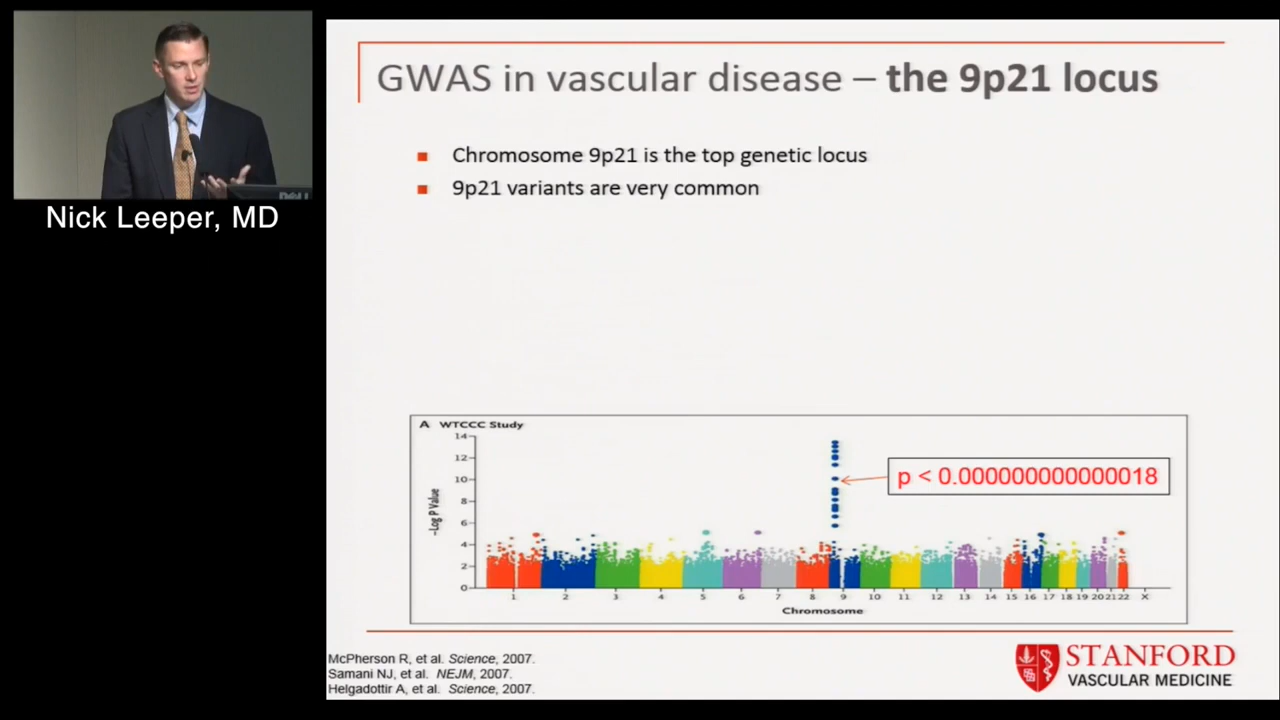 GWAS in vascular disease – the 9p21 locus
Nick Leeper, MD
Chromosome 9p21 is the top genetic locus
9p21 variants are very common
A WTCCC Study
14
12
10
8
6
4
2
0
–Log P Value
p < 0.000000000000018
1 2 3 4 5 6 7 8 9 10 11 12 13 14 15 16 17 18 19 20 21 22 X
Chromosome
McPherson R, et al. Science, 2007.
Samani NJ, et al. NEJM, 2007.
Helgadottir A, et al. Science, 2007.
STANFORD
VASCULAR MEDICINE
DELL